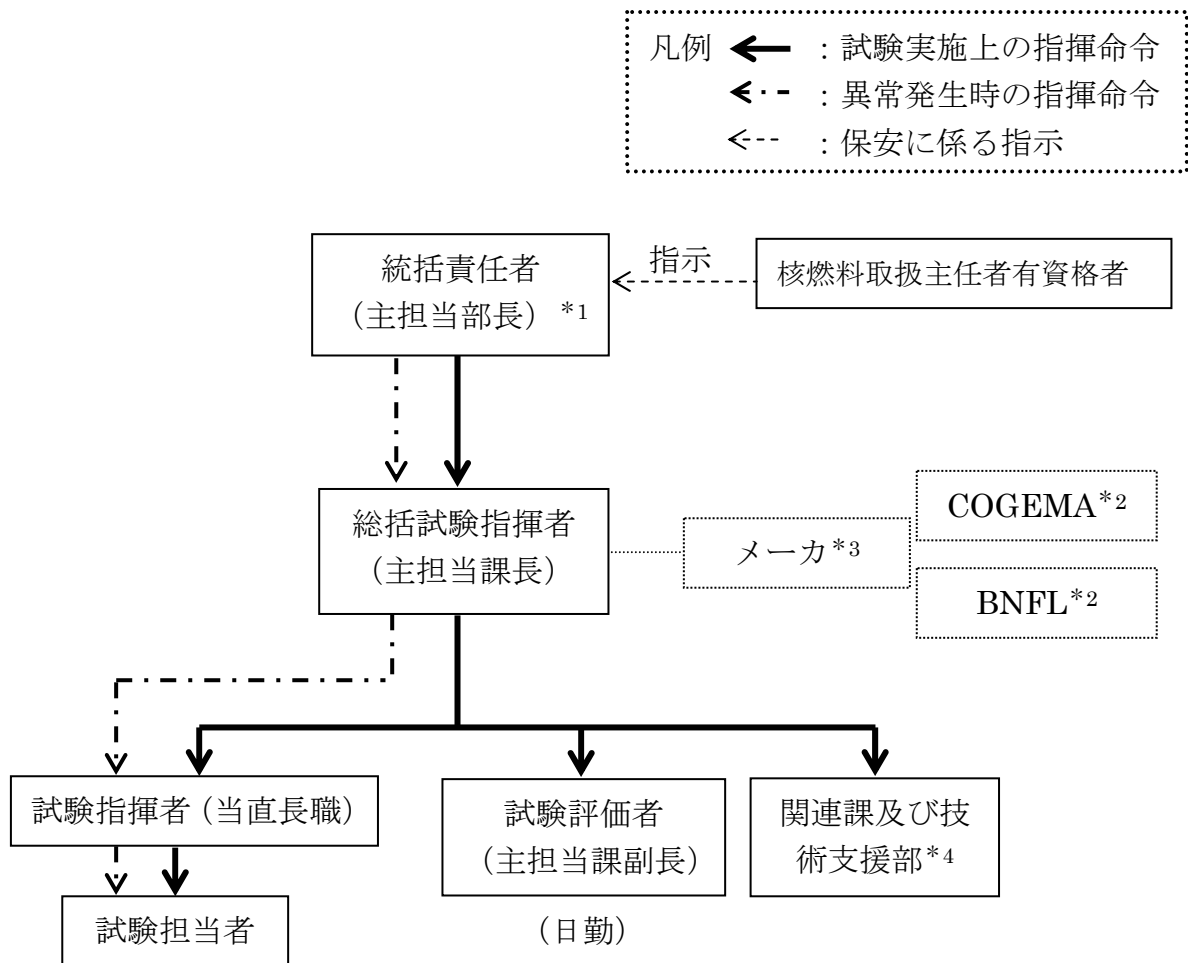 凡例 : 試験実施上の指揮命令
: 異常発生時の指揮命令
: 保安に係る指示
統括責任者
(主担当部長) *1
指示
核燃料取扱主任者有資格者
総括試験指揮者
(主担当課長)
メーカ*3
COGEMA*2
BNFL*2
試験指揮者(当直長職)
試験評価者
(主担当課副長)
関連課及び技
術支援部*4
試験担当者
(日勤)